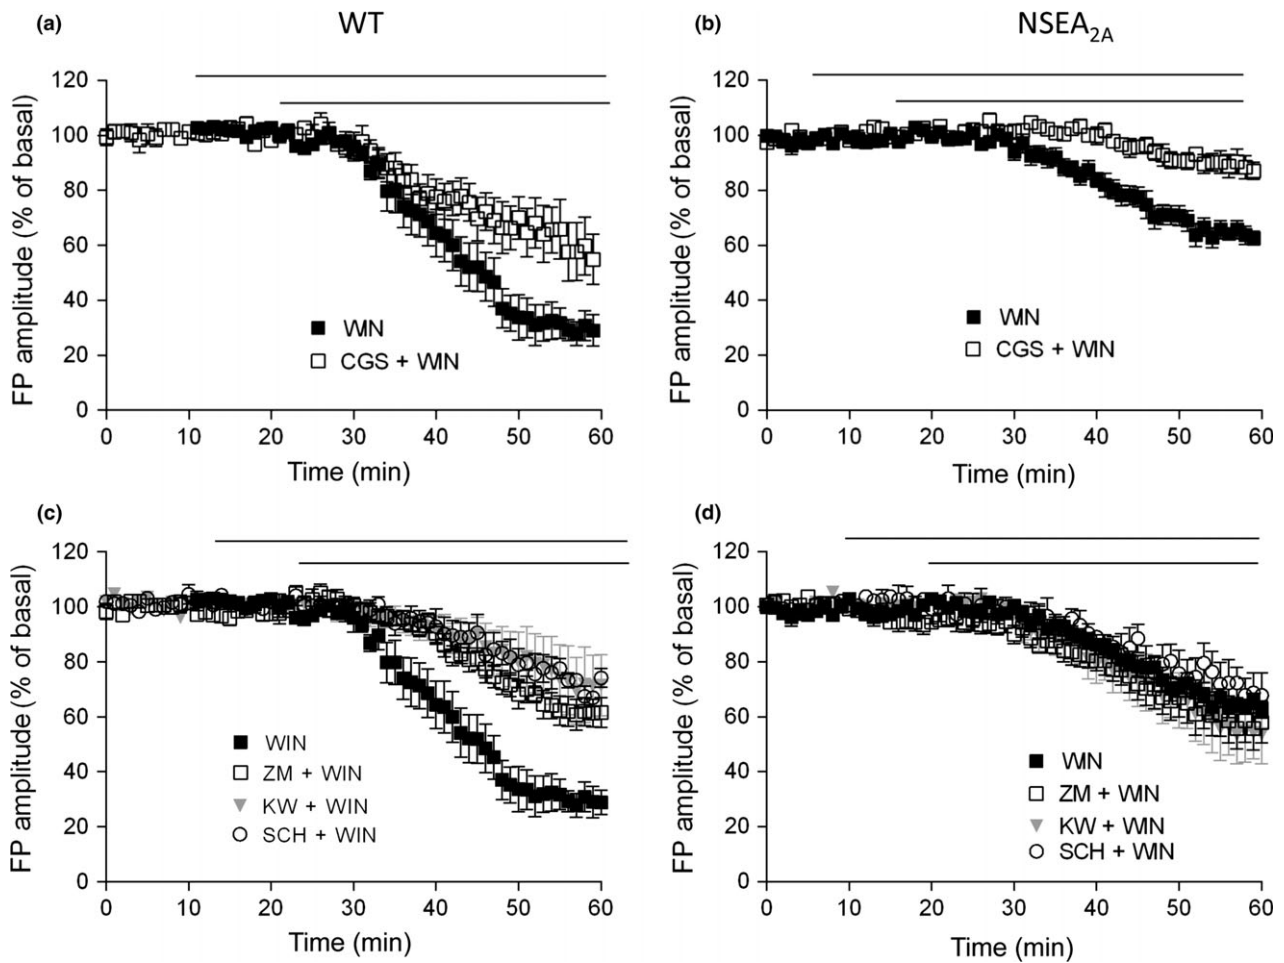 (a) WT
120
100
80
60
40
20
0
FP amplitude (% of basal)
WIN
CGS + WIN
0 10 20 30 40 50 60
Time (min)
(b) NSEA2A
120
100
80
60
40
20
0
FP amplitude (% of basal)
WIN
CGS + WIN
0 10 20 30 40 50 60
Time (min)
(c)
120
100
80
60
40
20
0
FP amplitude (% of basal)
WIN
ZM + WIN
KW + WIN
SCH + WIN
0 10 20 30 40 50 60
Time (min)
(d)
120
100
80
60
40
20
0
FP amplitude (% of basal)
WIN
ZM + WIN
KW + WIN
SCH + WIN
0 10 20 30 40 50 60
Time (min)